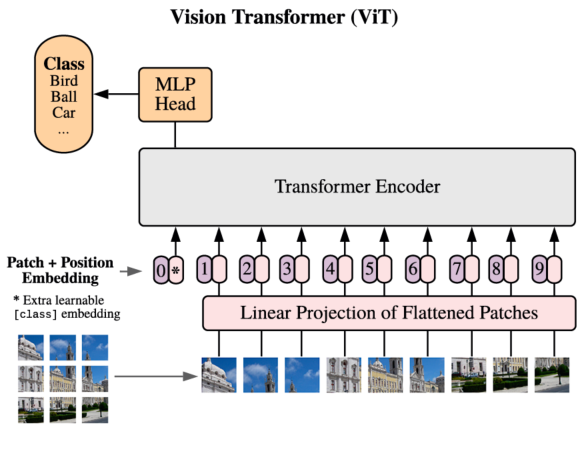 Vision Transformer (ViT)
Class
Bird
Ball
Car
...
MLP
Head
Transformer Encoder
Patch + Position
Embedding
0 * 1 2 3 4 5 6 7 8 9
* Extra learnable
[class] embedding
Linear Projection of Flattened Patches